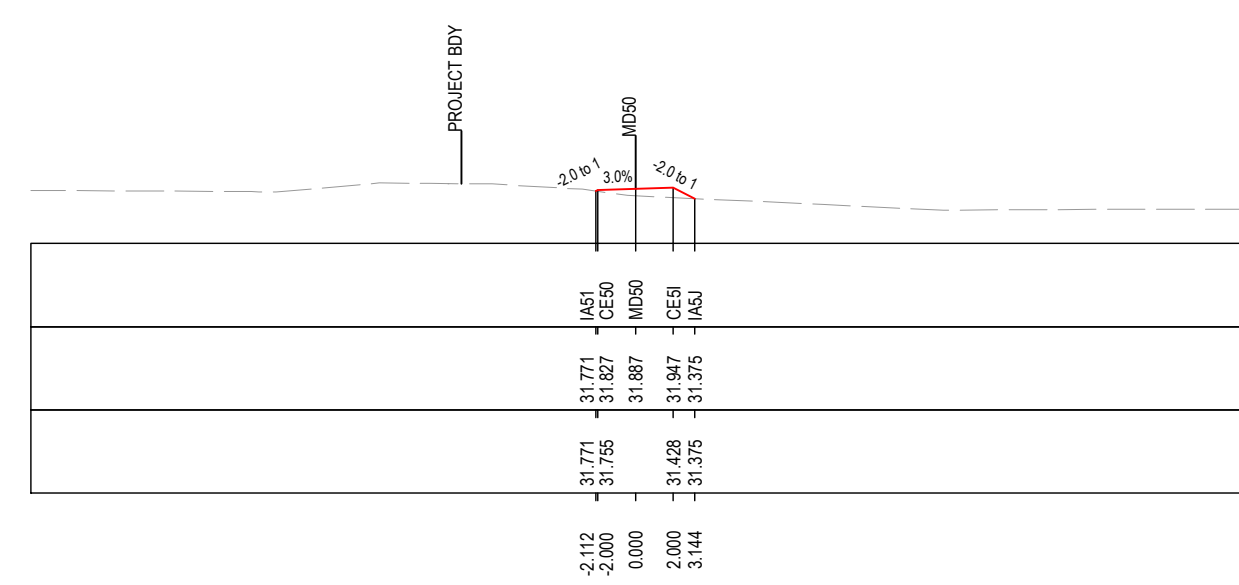 PROJECT BDY
MD50
-2.0 to 1
3.0%
-2.0 to 1
IA51
CE50
MD50
CE5I
IA5J
31.771
31.827
31.887
31.947
31.375
31.771
31.755
31.428
31.375
-2.112
-2.000
0.000
2.000
3.144